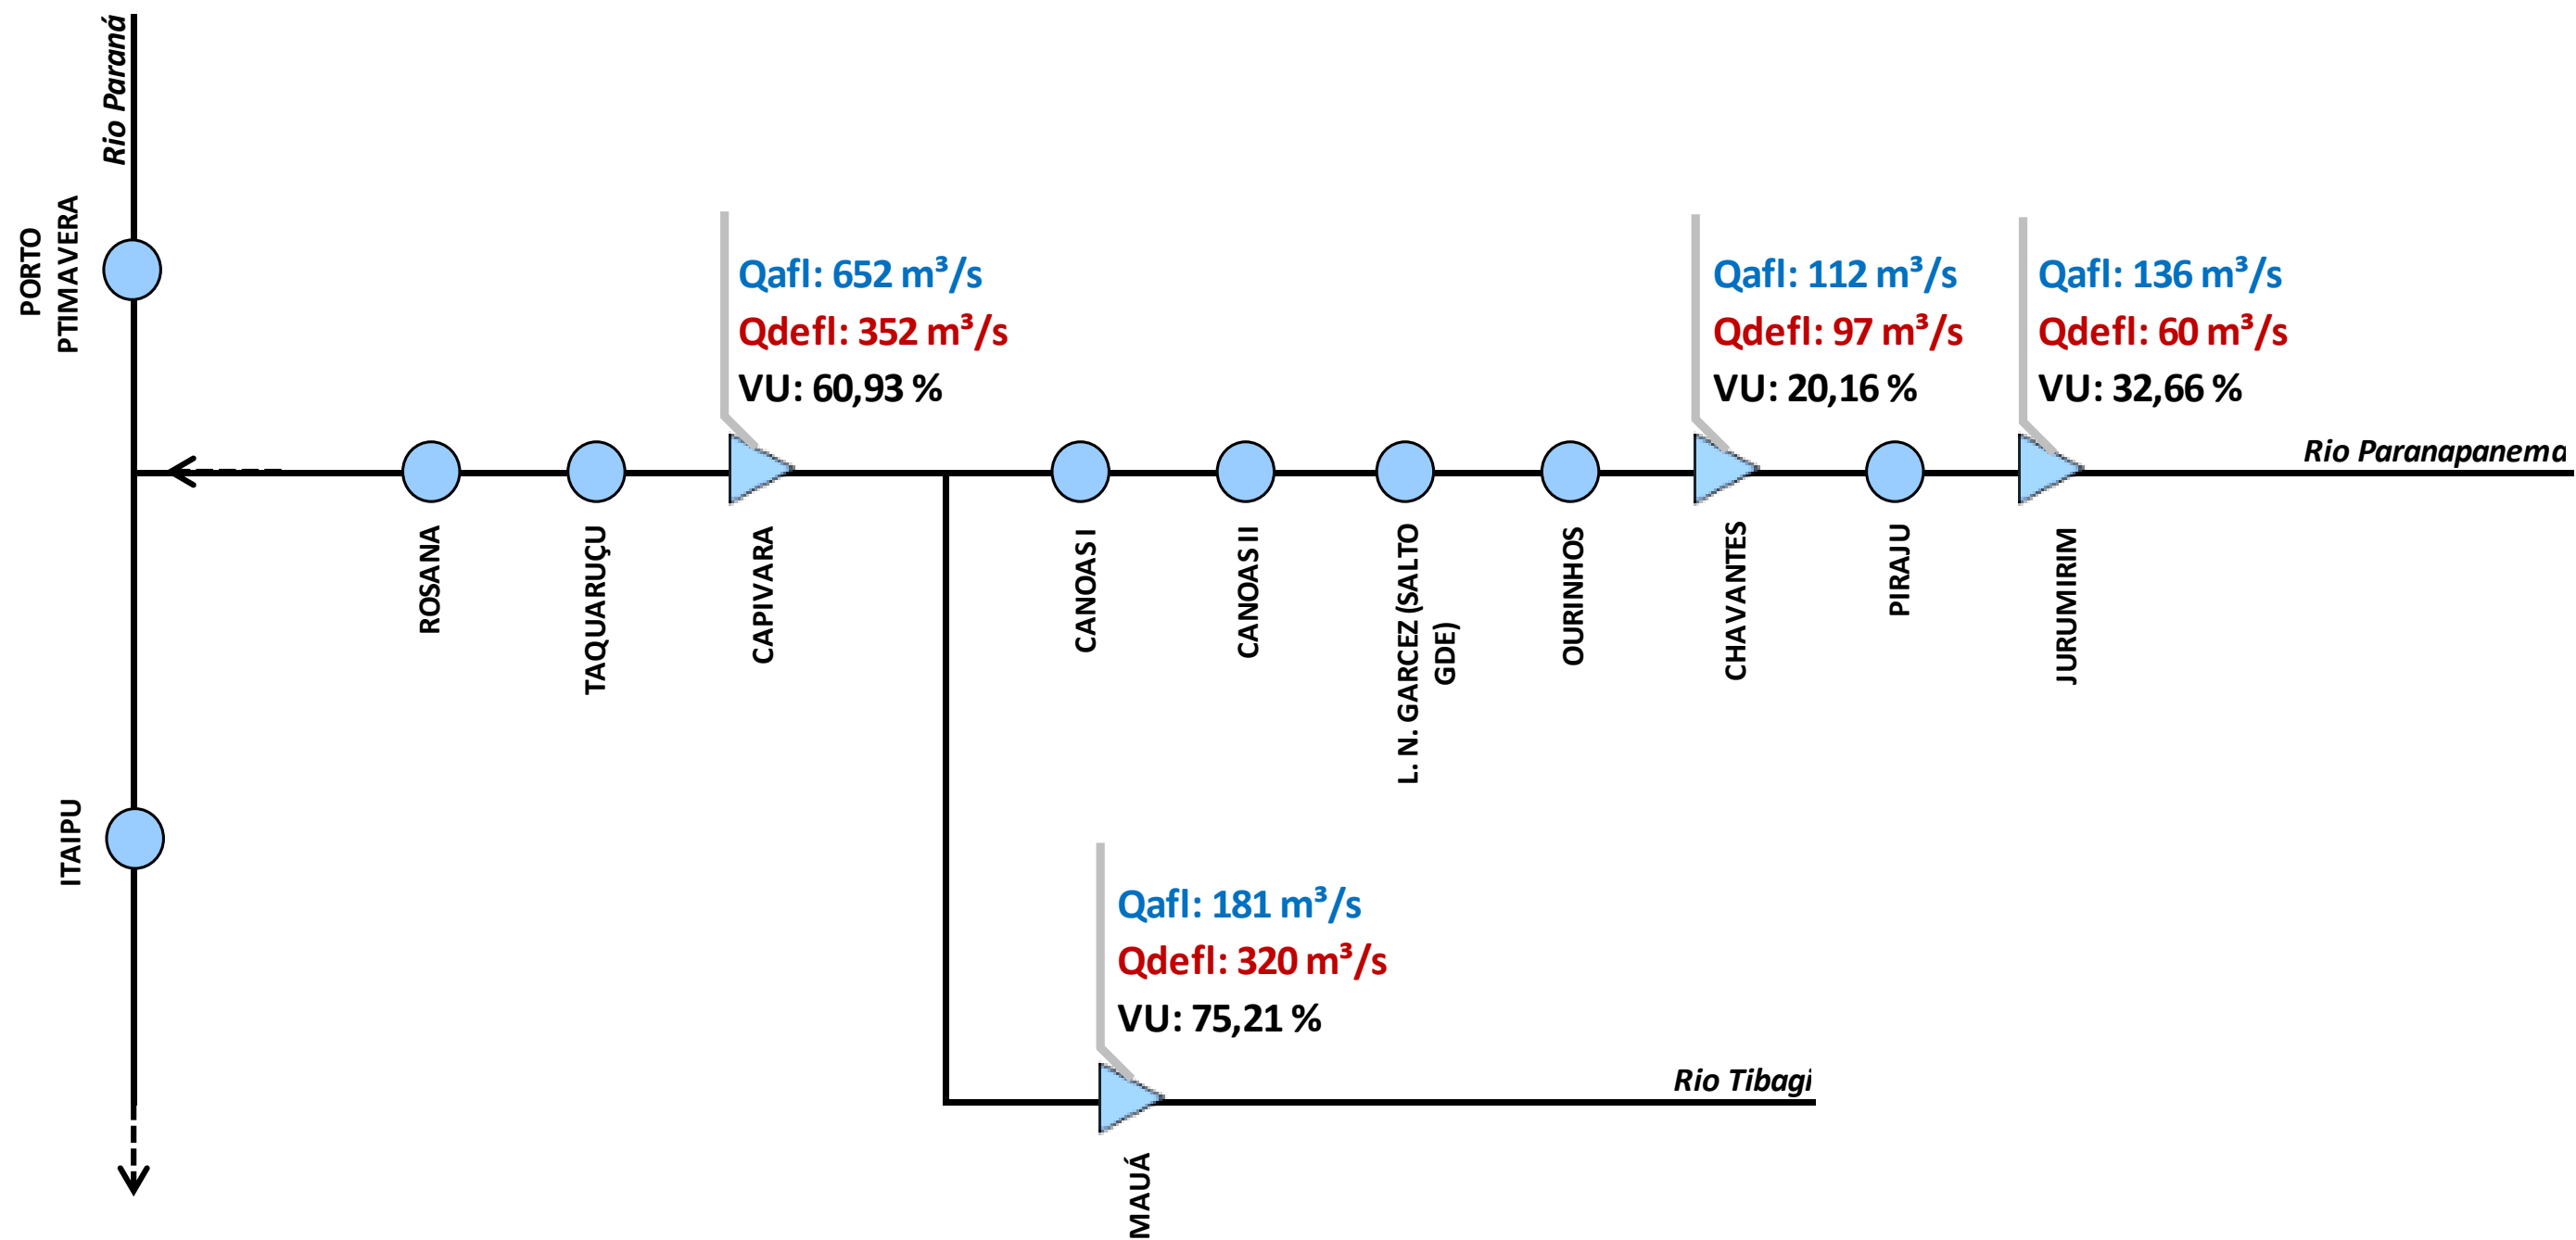 Rio Paraná
PORTO
PTIMAVERA
Qafl: 652 m³/s
Qdefl: 352 m³/s
VU: 60,93 %
Qafl: 112 m³/s
Qdefl: 97 m³/s
VU: 20,16 %
Qafl: 136 m³/s
Qdefl: 60 m³/s
VU: 32,66 %
Rio Paranapanema
ROSANA
TAQUARUÇU
CAPIVARA
CANOAS I
CANOAS II
L. N. GARCEZ (SALTO
GDE)
OURINHOS
CHAVANTES
PIRAJU
JURUMIRIM
ITAIPU
Qafl: 181 m³/s
Qdefl: 320 m³/s
VU: 75,21 %
Rio Tibagi
MAUÁ